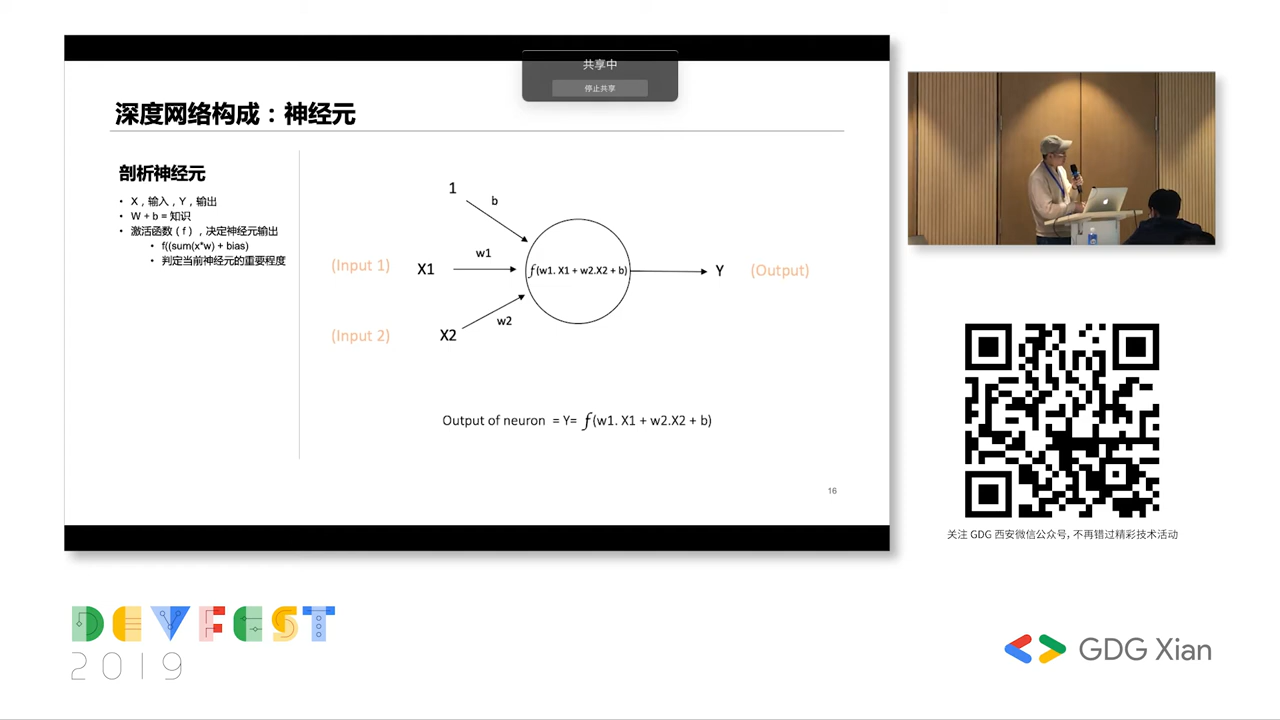 共享中
停止共享
深度网络构成：神经元
剖析神经元
• X，输入，Y，输出
• W + b = 知识
• 激活函数（f），决定神经元输出
• f((sum(x*w) + bias)
• 判定当前神经元的重要程度
1
b
w1
(Input 1)
X1
f(w1. X1 + w2.X2 + b)
Y
(Output)
w2
(Input 2)
X2
Output of neuron = Y= f(w1. X1 + w2.X2 + b)
16
关注 GDG 西安微信公众号, 不再错过精彩技术活动
DEVFEST
2019
GDG Xian